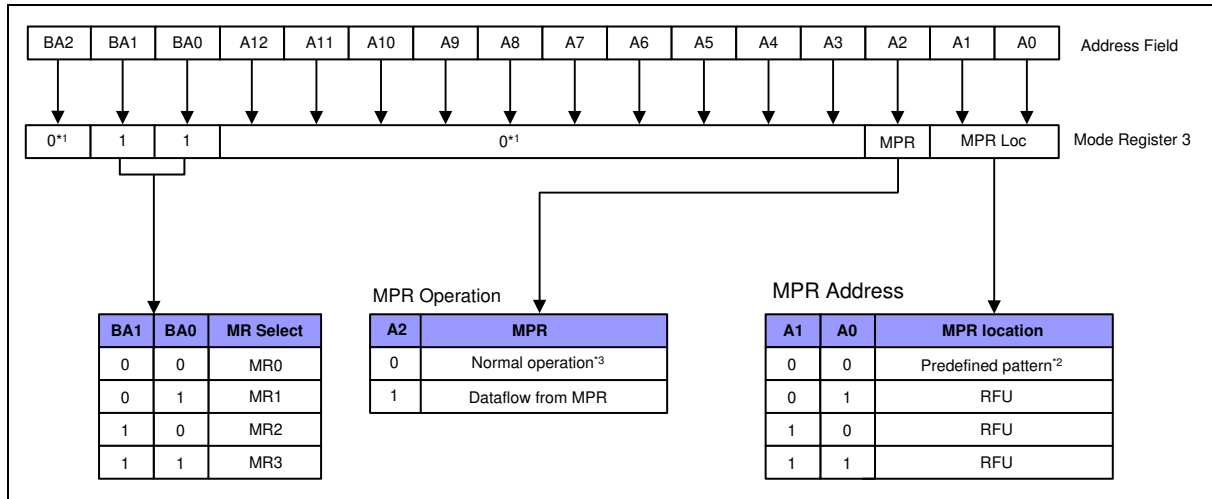 BA2 BA1 BA0 A12 A11 A10 A9 A8 A7 A6 A5 A4 A3 A2 A1 A0 Address Field
0*1 1 1 0*1 MPR MPR Loc Mode Register 3
MPR Operation
MPR Address
BA1 BA0 MR Select
0 0 MR0
0 1 MR1
1 0 MR2
1 1 MR3
A2 MPR
0 Normal operation*3
1 Dataflow from MPR
A1 A0 MPR location
0 0 Predefined pattern*2
0 1 RFU
1 0 RFU
1 1 RFU